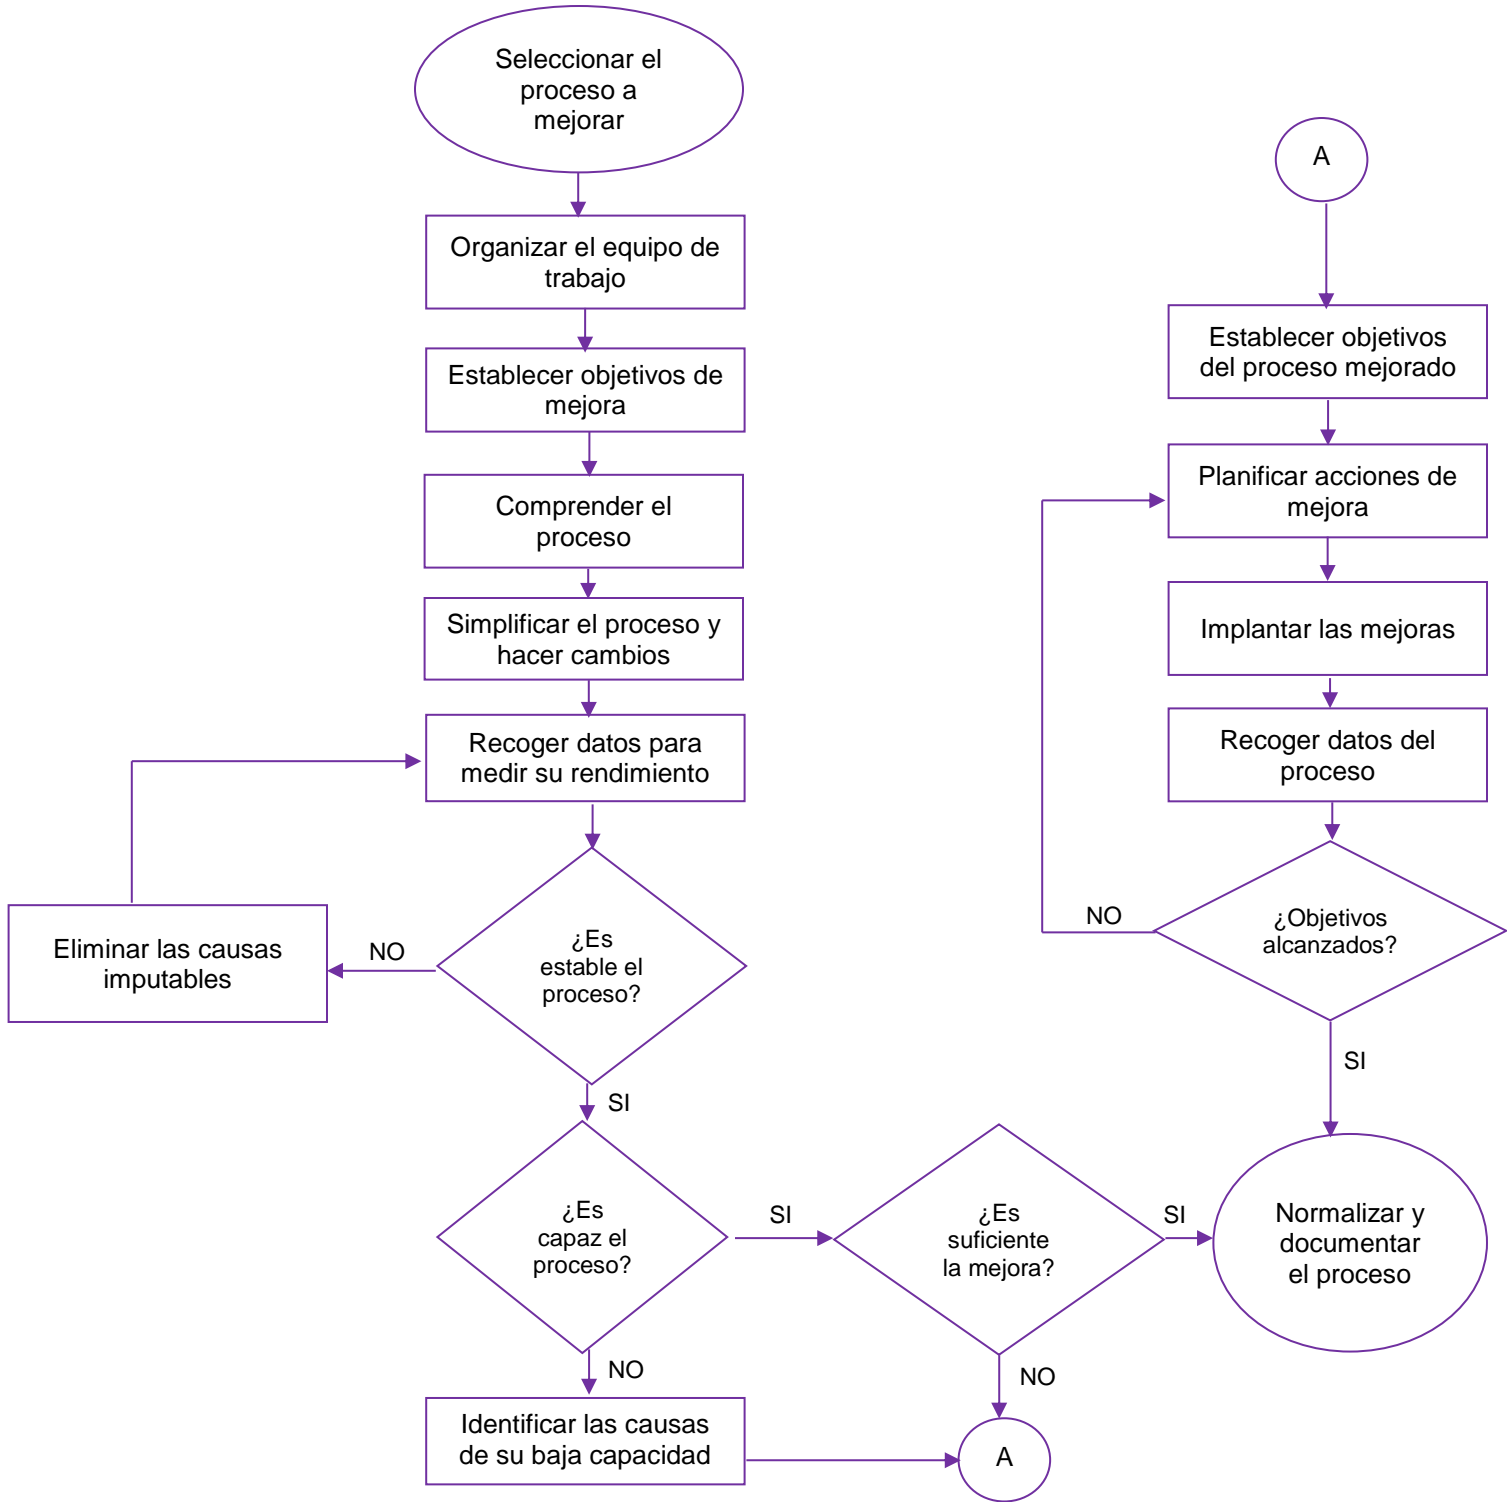 Seleccionar el
proceso a
mejorar
Organizar el equipo de
trabajo
Establecer objetivos de
mejora
Comprender el
proceso
Simplificar el proceso y
hacer cambios
Recoger datos para
medir su rendimiento
¿Es
estable el
proceso?
NO
Eliminar las causas
imputables
SI
¿Es
capaz el
proceso?
SI
NO
Identificar las causas
de su baja capacidad
¿Es
suficiente
la mejora?
SI
NO
A
A
Establecer objetivos
del proceso mejorado
Planificar acciones de
mejora
Implantar las mejoras
Recoger datos del
proceso
¿Objetivos
alcanzados?
NO
SI
Normalizar y
documentar
el proceso